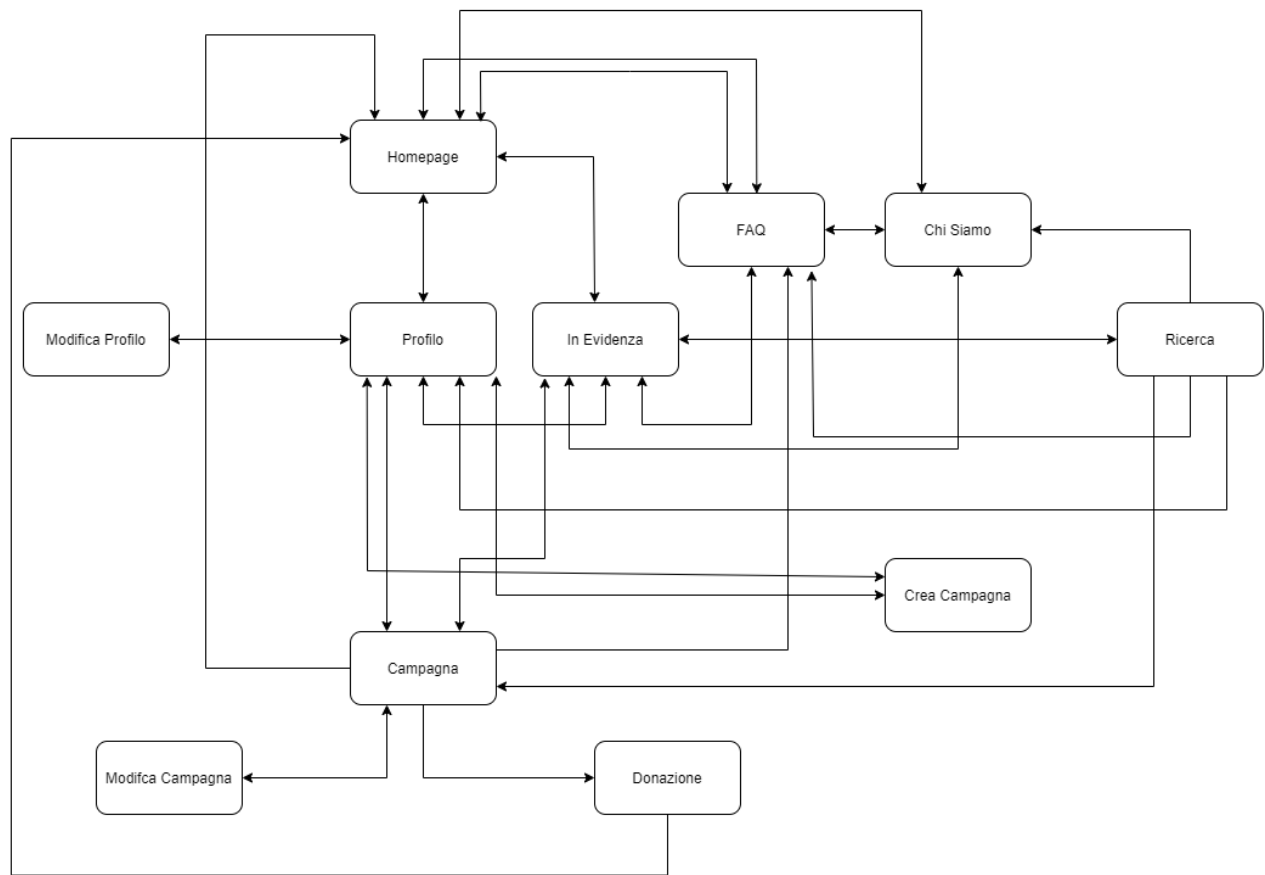 Homepage
FAQ
Chi Siamo
Modifica Profilo
Profilo
In Evidenza
Ricerca
Crea Campagna
Campagna
Modifca Campagna
Donazione